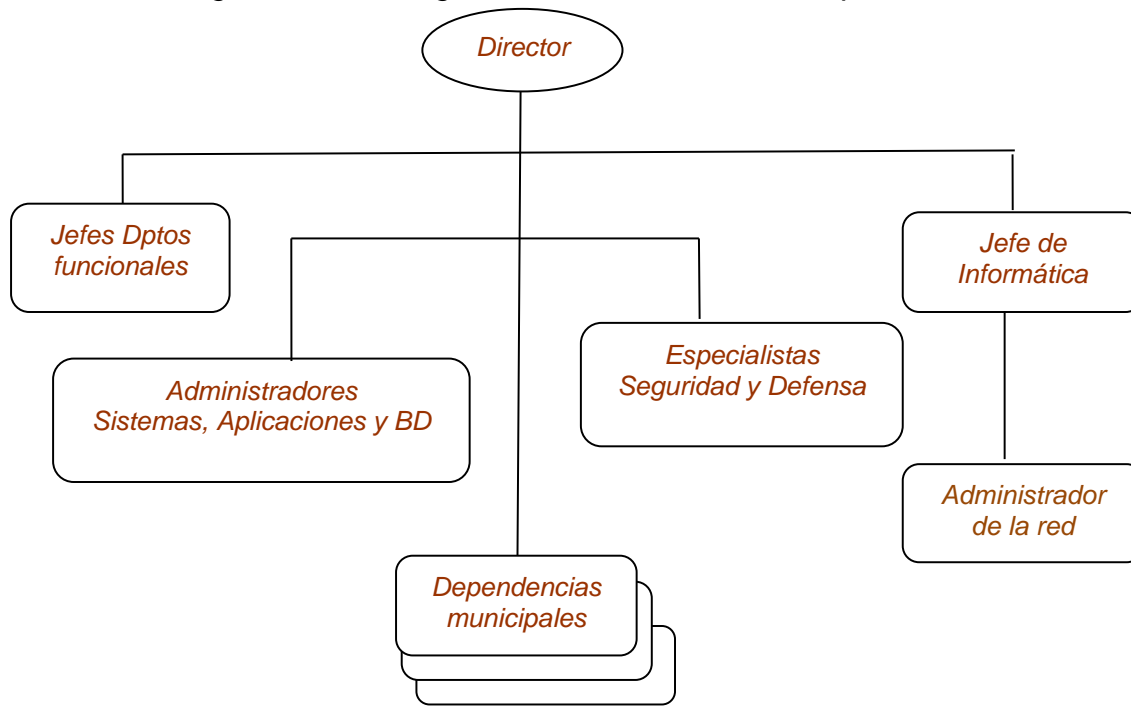 Director
Jefes Dptos
funcionales
Jefe de
Informática
Especialistas
Seguridad y Defensa
Administradores
Sistemas, Aplicaciones y BD
Administrador
de la red
Dependencias
municipales